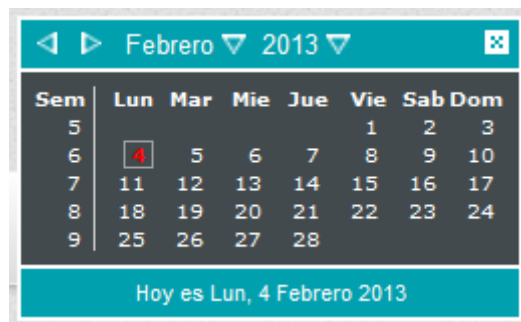 Febrero 2013
Sem Lun Mar Mie Jue Vie Sab Dom
5 1 2 3
6 4 5 6 7 8 9 10
7 11 12 13 14 15 16 17
8 18 19 20 21 22 23 24
9 25 26 27 28
Hoy es Lun, 4 Febrero 2013